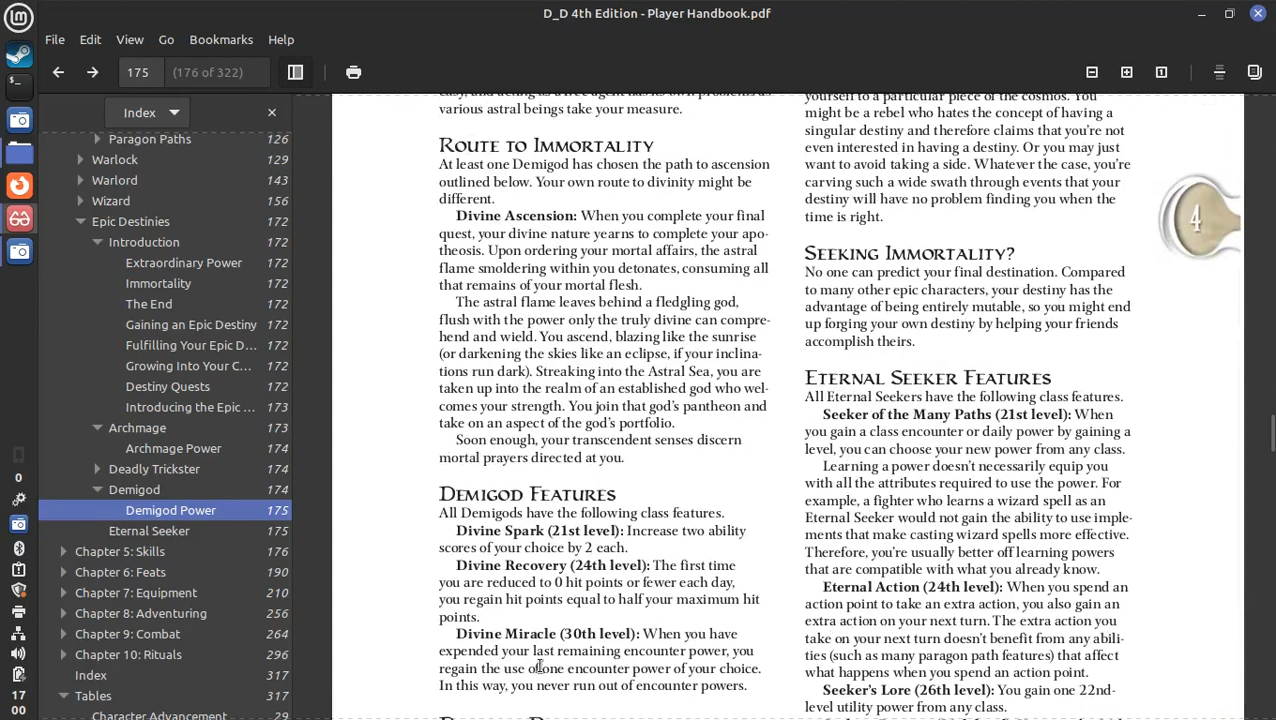 D_D 4th Edition - Player Handbook.pdf
File Edit View Go Bookmarks Help
175 (176 of 322)
Index
Paragon Paths 126
Warlock 129
Warlord 143
Wizard 156
Epic Destinies 172
Introduction 172
Extraordinary Power 172
Immortality 172
The End 172
Gaining an Epic Destiny 172
Fulfilling Your Epic D... 172
Growing Into Your C... 172
Destiny Quests 172
Introducing the Epic ... 173
Archmage 173
Archmage Power 174
Deadly Trickster 174
Demigod 174
Demigod Power 175
Eternal Seeker 175
Chapter 5: Skills 176
Chapter 6: Feats 190
Chapter 7: Equipment 210
Chapter 8: Adventuring 256
Chapter 9: Combat 264
Chapter 10: Rituals 296
Index 317
Tables 317
Character Advancement
0
0
17
00
various astral beings take your measure.
Route to Immortality
At least one Demigod has chosen the path to ascension
outlined below. Your own route to divinity might be
different.
Divine Ascension: When you complete your final
quest, your divine nature yearns to complete your apo-
theosis. Upon ordering your mortal affairs, the astral
flame smoldering within you detonates, consuming all
that remains of your mortal flesh.
The astral flame leaves behind a fledgling god,
flush with the power only the truly divine can compre-
hend and wield. You ascend, blazing like the sunrise
(or darkening the skies like an eclipse, if your inclina-
tions run dark). Streaking into the Astral Sea, you are
taken up into the realm of an established god who wel-
comes your strength. You join that god's pantheon and
take on an aspect of the god's portfolio.
Soon enough, your transcendent senses discern
mortal prayers directed at you.
Demigod Features
All Demigods have the following class features.
Divine Spark (21st level): Increase two ability
scores of your choice by 2 each.
Divine Recovery (24th level): The first time
you are reduced to 0 hit points or fewer each day,
you regain hit points equal to half your maximum hit
points.
Divine Miracle (30th level): When you have
expended your last remaining encounter power, you
regain the use of one encounter power of your choice.
In this way, you never run out of encounter powers.
yourself to a particular piece of the cosmos. You
might be a rebel who hates the concept of having a
singular destiny and therefore claims that you're not
even interested in having a destiny. Or you may just
want to avoid taking a side. Whatever the case, you're
carving such a wide swath through events that your
destiny will have no problem finding you when the
time is right.
Seeking Immortality?
No one can predict your final destination. Compared
to many other epic characters, your destiny has the
advantage of being entirely mutable, so you might end
up forging your own destiny by helping your friends
accomplish theirs.
Eternal Seeker Features
All Eternal Seekers have the following class features.
Seeker of the Many Paths (21st level): When
you gain a class encounter or daily power by gaining a
level, you can choose your new power from any class.
Learning a power doesn't necessarily equip you
with all the attributes required to use the power. For
example, a fighter who learns a wizard spell as an
Eternal Seeker would not gain the ability to use imple-
ments that make casting wizard spells more effective.
Therefore, you're usually better off learning powers
that are compatible with what you already know.
Eternal Action (24th level): When you spend an
action point to take an extra action, you also gain an
extra action on your next turn. The extra action you
take on your next turn doesn't benefit from any abili-
ties (such as many paragon path features) that affect
what happens when you spend an action point.
Seeker's Lore (26th level): You gain one 22nd-
level utility power from any class.
4